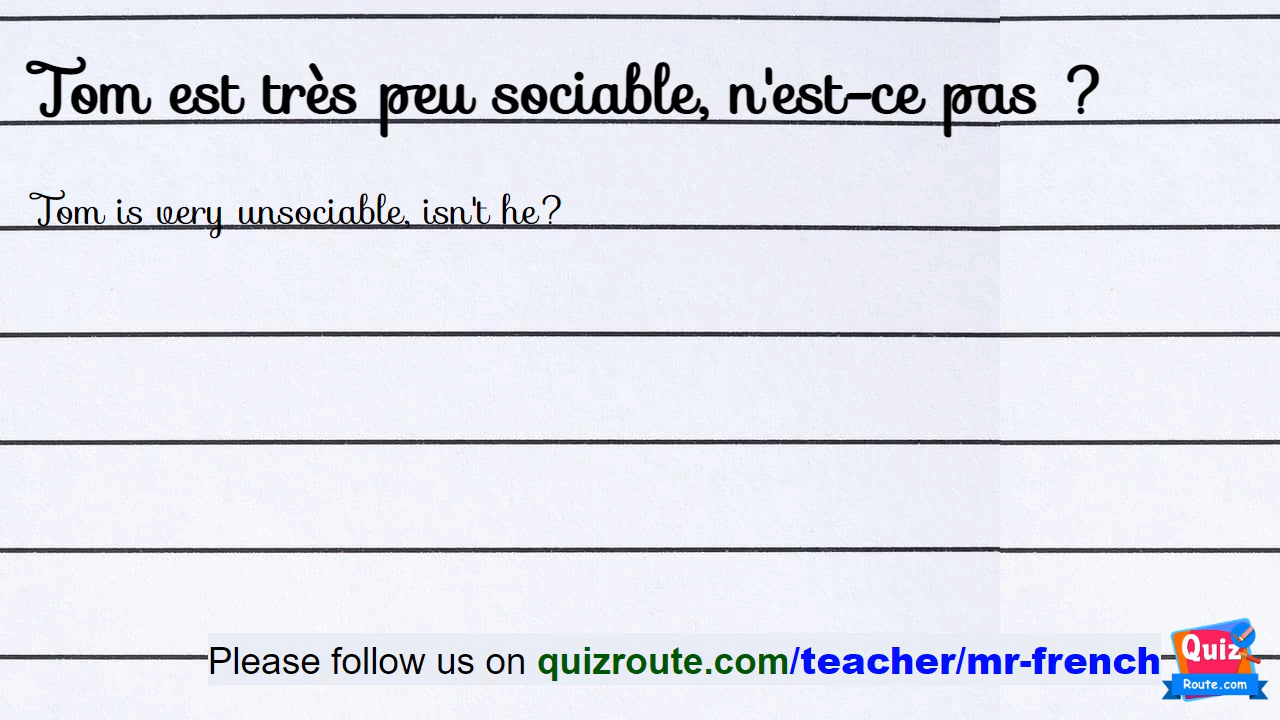 Tom est très peu sociable, n'est-ce pas ?
Tom is very unsociable, isn't he?
Please follow us on quizroute.com/teacher/mr-french
Quiz
Route.com